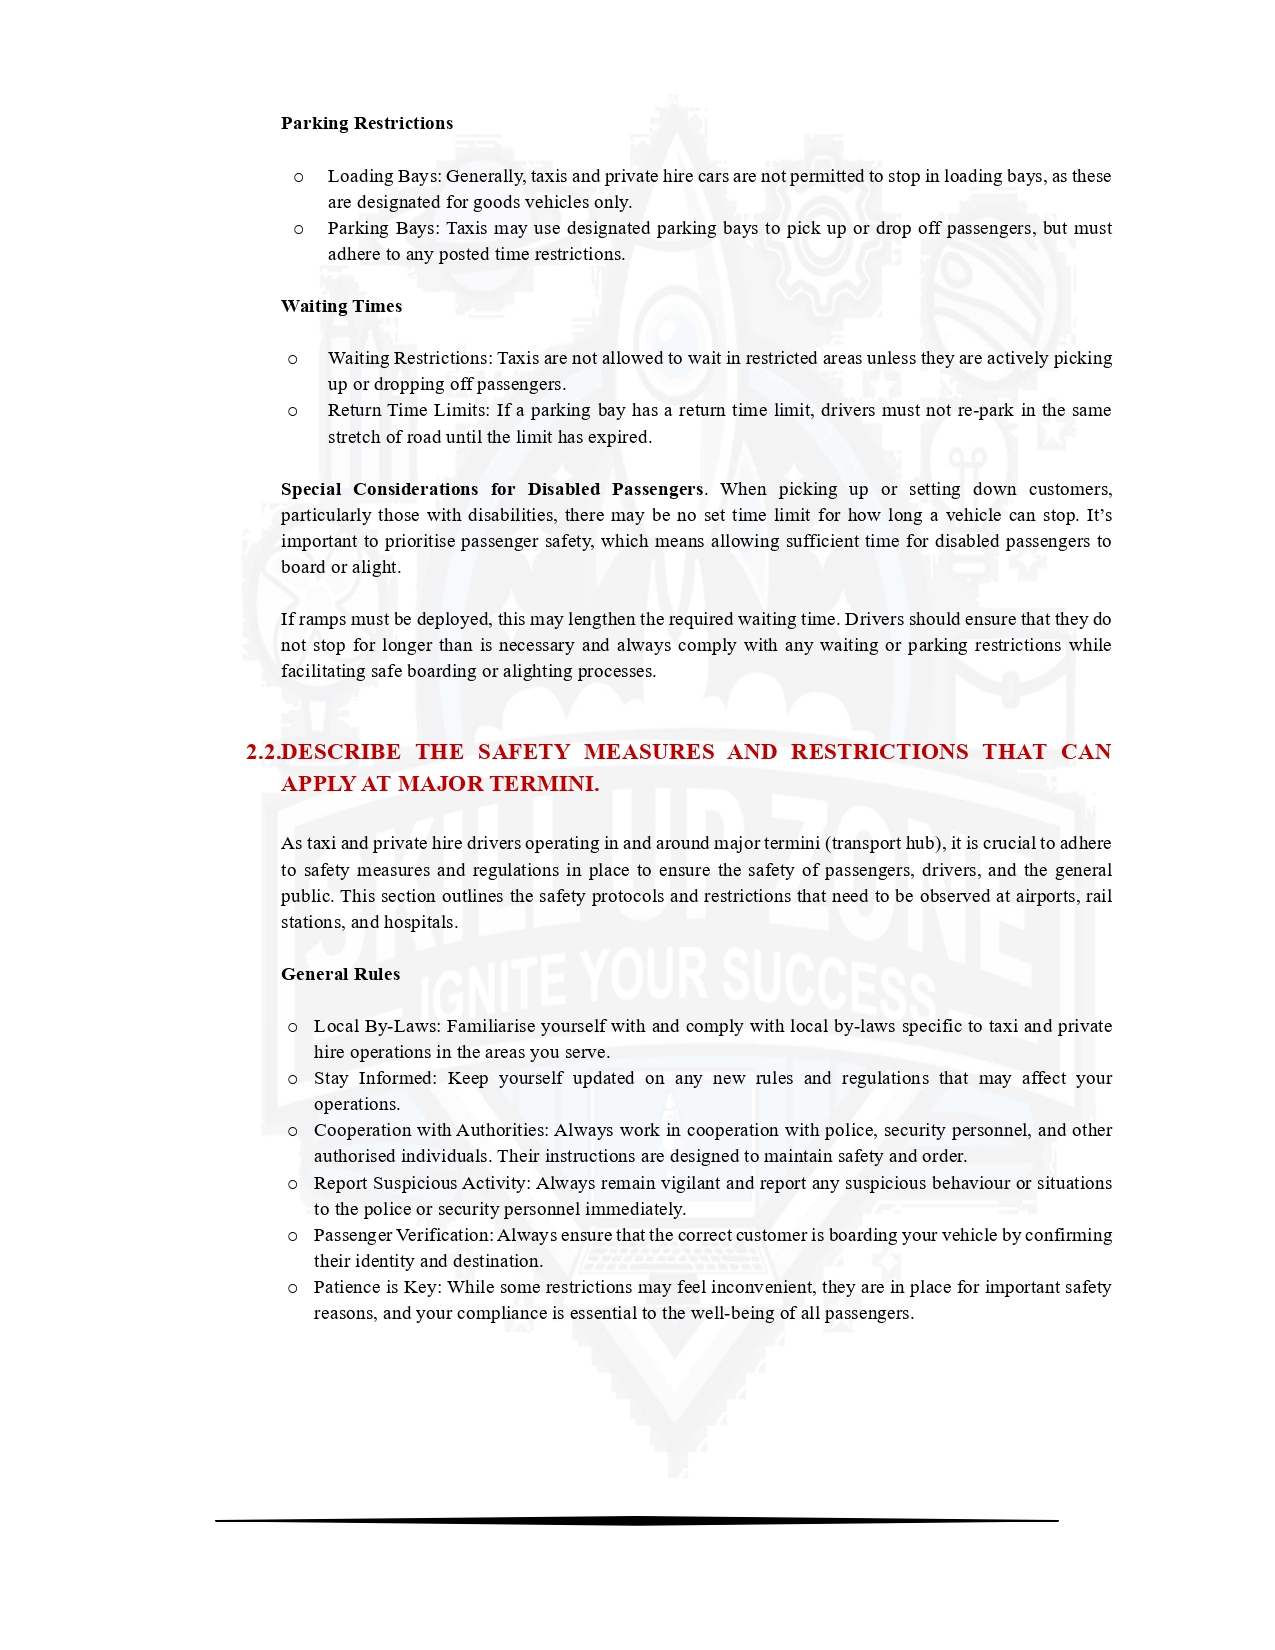 Parking Restrictions
o Loading Bays: Generally, taxis and private hire cars are not permitted to stop in loading bays, as these
are designated for goods vehicles only.
o Parking Bays: Taxis may use designated parking bays to pick up or drop off passengers, but must
adhere to any posted time restrictions.
Waiting Times
o Waiting Restrictions: Taxis are not allowed to wait in restricted areas unless they are actively picking
up or dropping off passengers.
o Return Time Limits: If a parking bay has a return time limit, drivers must not re-park in the same
stretch of road until the limit has expired.
Special Considerations for Disabled Passengers. When picking up or setting down customers,
particularly those with disabilities, there may be no set time limit for how long a vehicle can stop. It’s
important to prioritise passenger safety, which means allowing sufficient time for disabled passengers to
board or alight.
If ramps must be deployed, this may lengthen the required waiting time. Drivers should ensure that they do
not stop for longer than is necessary and always comply with any waiting or parking restrictions while
facilitating safe boarding or alighting processes.
2.2.DESCRIBE THE SAFETY MEASURES AND RESTRICTIONS THAT CAN
APPLY AT MAJOR TERMINI.
As taxi and private hire drivers operating in and around major termini (transport hub), it is crucial to adhere
to safety measures and regulations in place to ensure the safety of passengers, drivers, and the general
public. This section outlines the safety protocols and restrictions that need to be observed at airports, rail
stations, and hospitals.
SKILL UP ZONE
General Rules
IGNITE YOUR SUCCESS
o Local By-Laws: Familiarise yourself with and comply with local by-laws specific to taxi and private
hire operations in the areas you serve.
o Stay Informed: Keep yourself updated on any new rules and regulations that may affect your
operations.
o Cooperation with Authorities: Always work in cooperation with police, security personnel, and other
authorised individuals. Their instructions are designed to maintain safety and order.
o Report Suspicious Activity: Always remain vigilant and report any suspicious behaviour or situations
to the police or security personnel immediately.
o Passenger Verification: Always ensure that the correct customer is boarding your vehicle by confirming
their identity and destination.
o Patience is Key: While some restrictions may feel inconvenient, they are in place for important safety
reasons, and your compliance is essential to the well-being of all passengers.